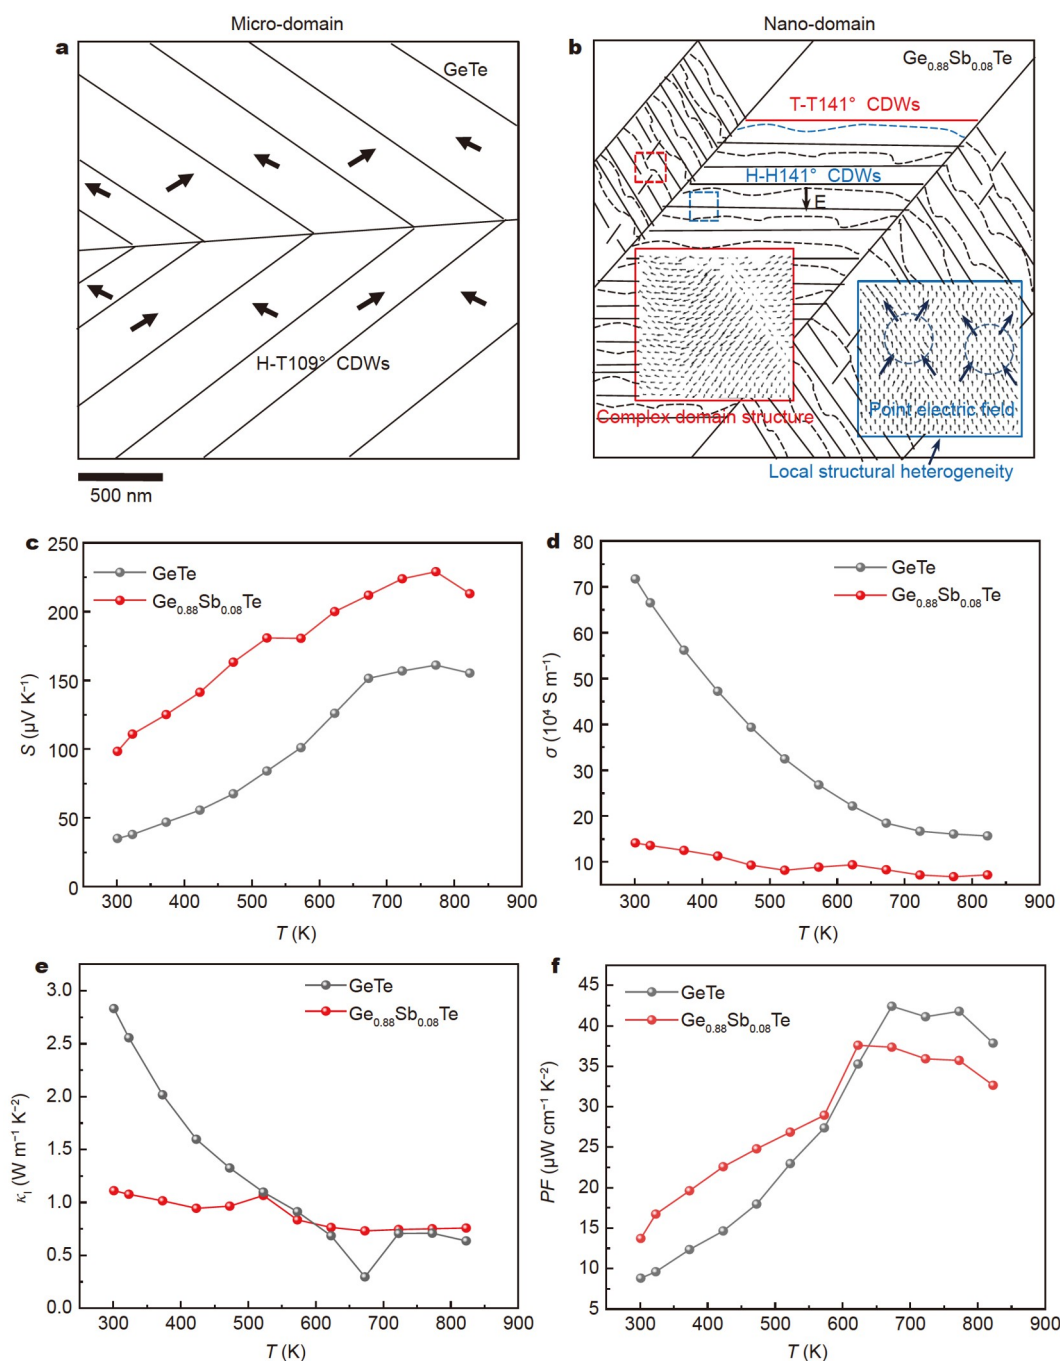 Micro-domain
Nano-domain
a
GeTe
H-T109° CDWs
500 nm
b
Ge0.88Sb0.08Te
T-T141° CDWs
H-H141° CDWs
E
Complex domain structure
Point electric field
Local structural heterogeneity
c
250
200
150
100
50
0
S (µV K⁻¹)
GeTe
Ge0.88Sb0.08Te
300 400 500 600 700 800 900
T (K)
d
80
70
60
50
40
30
20
10
σ (10⁴ S m⁻¹)
GeTe
Ge0.88Sb0.08Te
300 400 500 600 700 800 900
T (K)
e
3.0
2.5
2.0
1.5
1.0
0.5
0.0
κl (W m⁻¹ K⁻²)
GeTe
Ge0.88Sb0.08Te
300 400 500 600 700 800 900
T (K)
f
45
40
35
30
25
20
15
10
5
PF (µW cm⁻¹ K⁻²)
GeTe
Ge0.88Sb0.08Te
300 400 500 600 700 800 900
T (K)